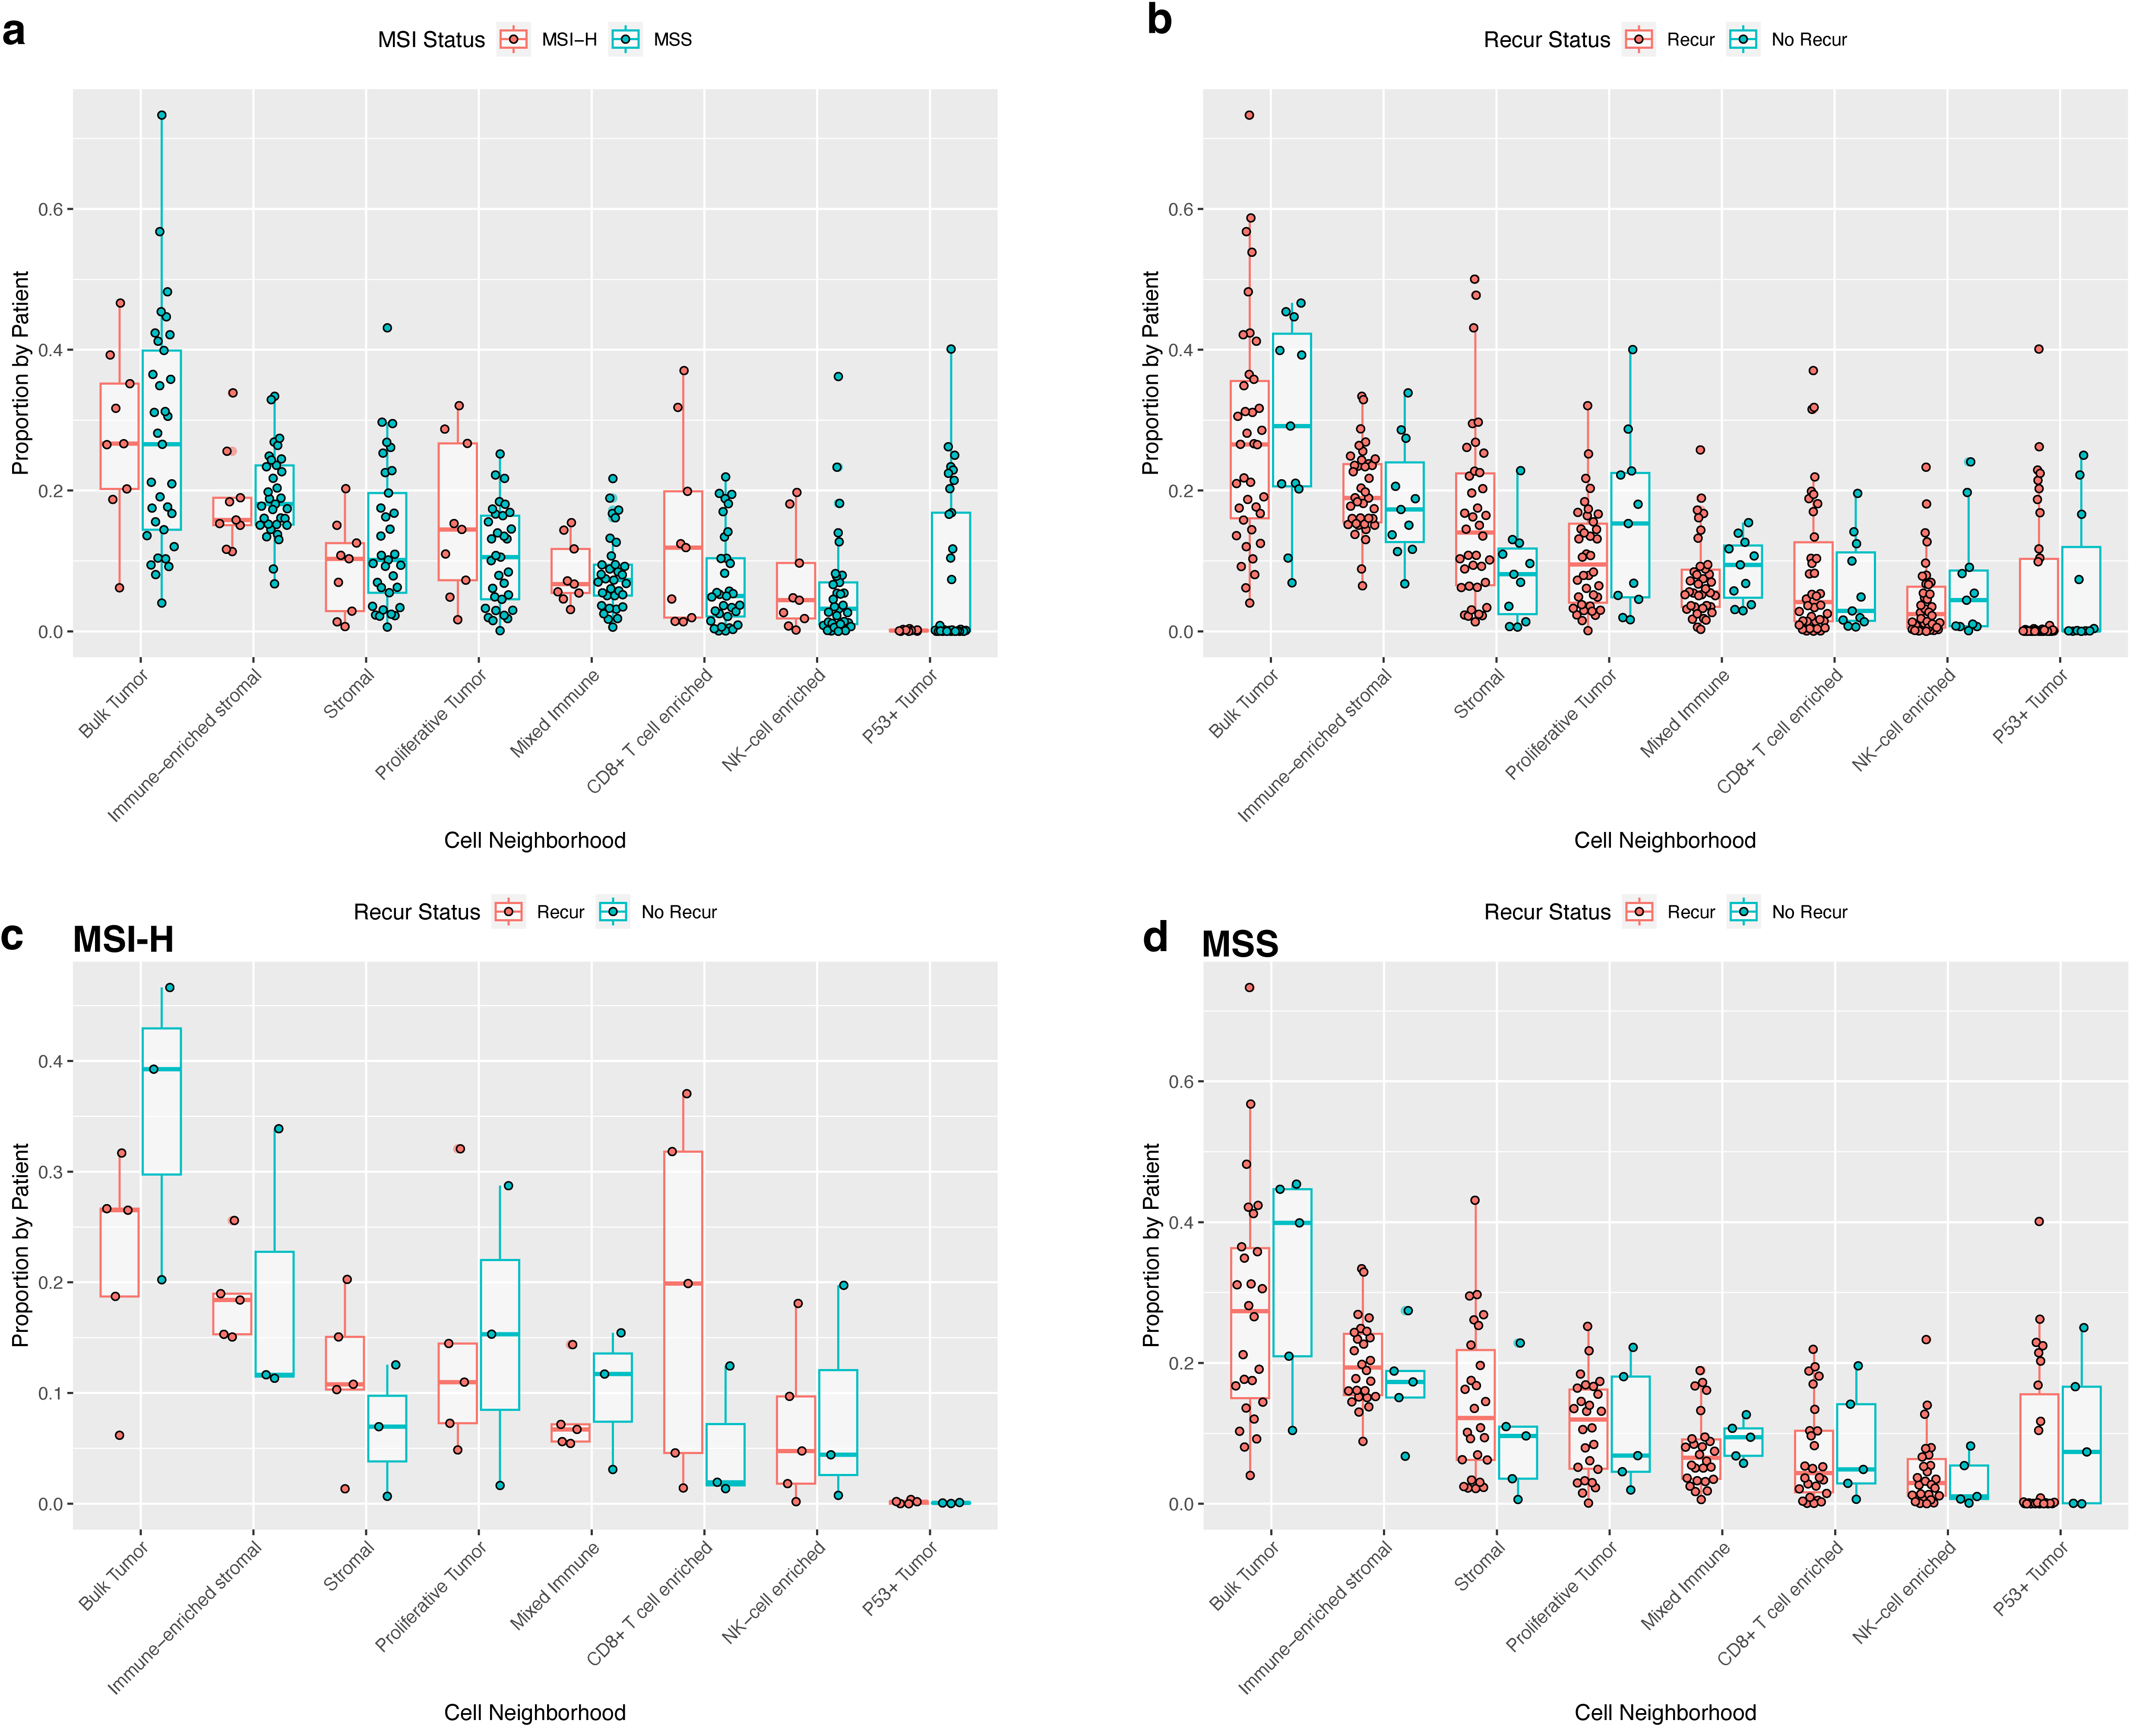 a
MSI Status MSI−H MSS
Proportion by Patient
0.6
0.4
0.2
0.0
Bulk Tumor
Immune−enriched stromal
Stromal
Proliferative Tumor
Mixed Immune
CD8+ T cell enriched
NK−cell enriched
P53+ Tumor
Cell Neighborhood
b
Recur Status Recur No Recur
Proportion by Patient
0.6
0.4
0.2
0.0
Bulk Tumor
Immune−enriched stromal
Stromal
Proliferative Tumor
Mixed Immune
CD8+ T cell enriched
NK−cell enriched
P53+ Tumor
Cell Neighborhood
Recur Status Recur No Recur
c MSI-H
Proportion by Patient
0.4
0.3
0.2
0.1
0.0
Bulk Tumor
Immune−enriched stromal
Stromal
Proliferative Tumor
Mixed Immune
CD8+ T cell enriched
NK−cell enriched
P53+ Tumor
Cell Neighborhood
Recur Status Recur No Recur
d MSS
Proportion by Patient
0.6
0.4
0.2
0.0
Bulk Tumor
Immune−enriched stromal
Stromal
Proliferative Tumor
Mixed Immune
CD8+ T cell enriched
NK−cell enriched
P53+ Tumor
Cell Neighborhood